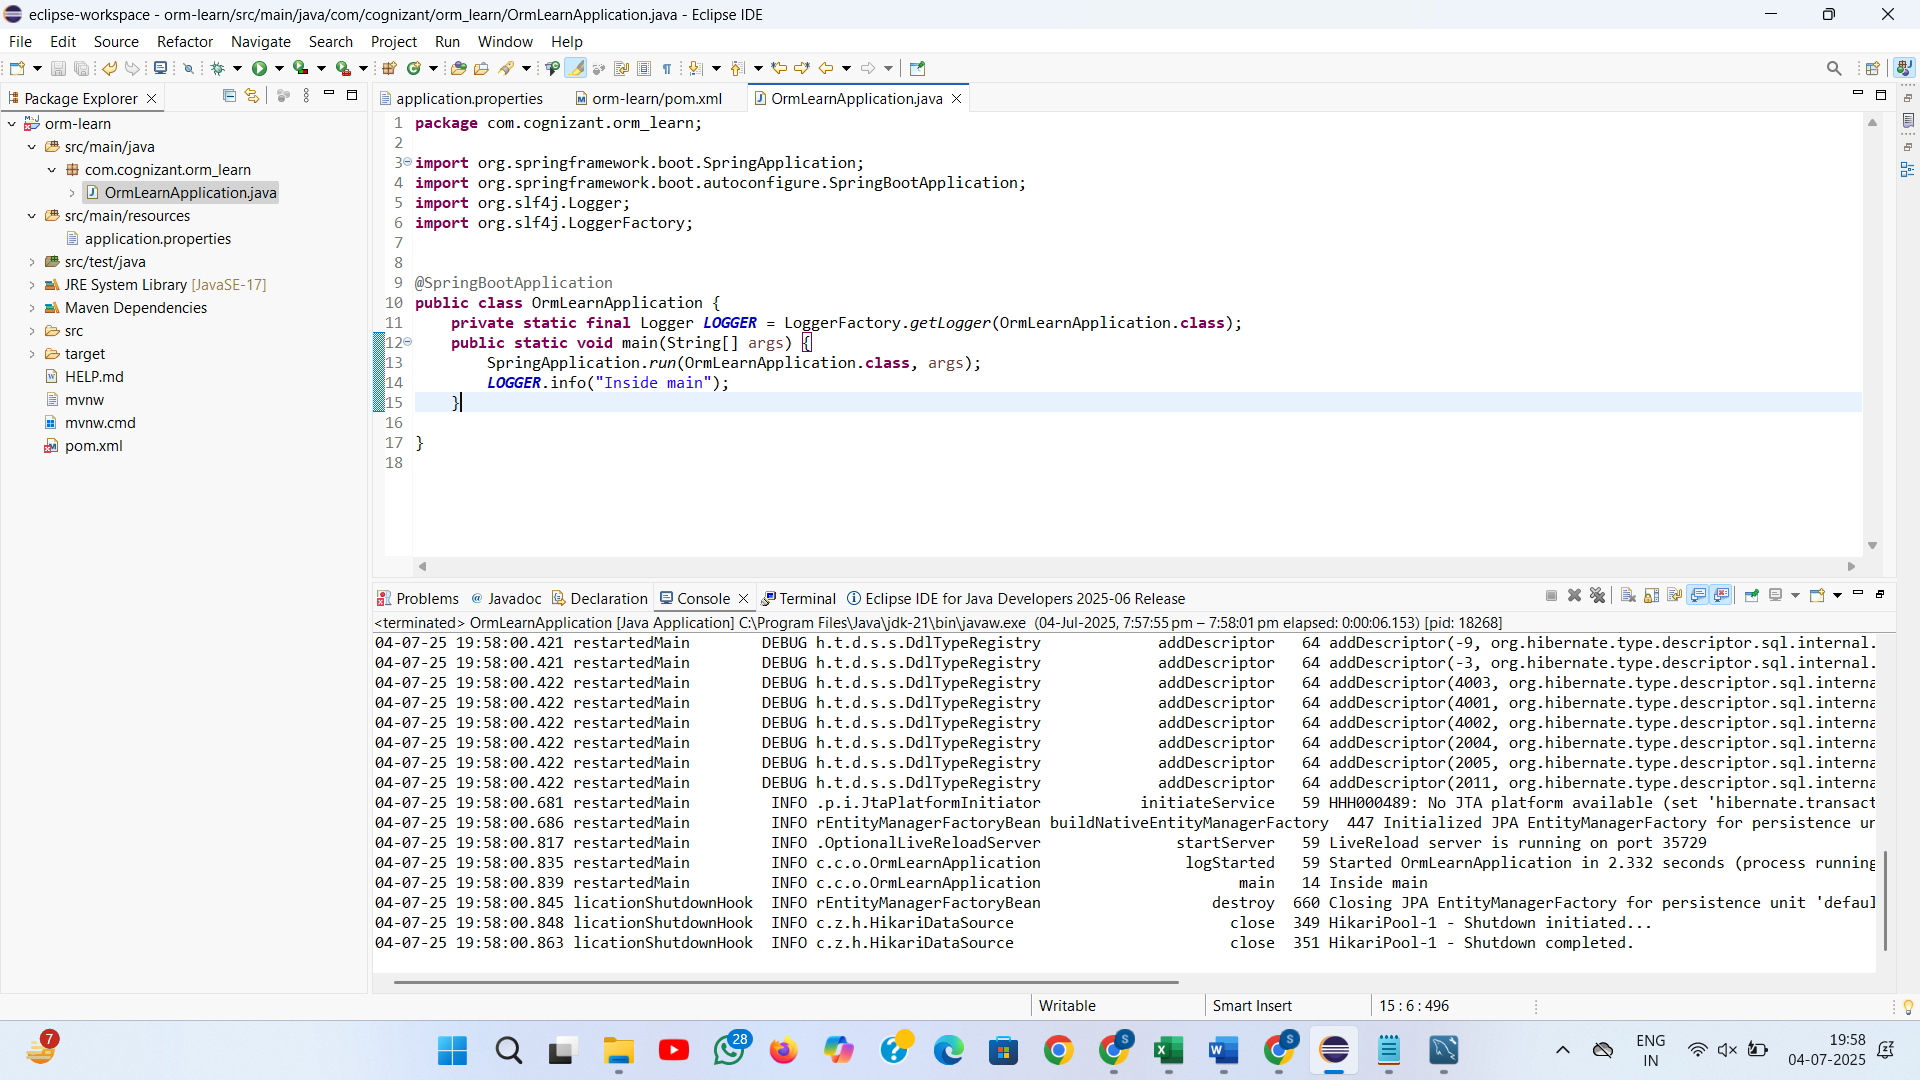 eclipse-workspace - orm-learn/src/main/java/com/cognizant/orm_learn/OrmLearnApplication.java - Eclipse IDE
File Edit Source Refactor Navigate Search Project Run Window Help
Package Explorer
orm-learn
src/main/java
com.cognizant.orm_learn
OrmLearnApplication.java
src/main/resources
application.properties
src/test/java
JRE System Library [JavaSE-17]
Maven Dependencies
src
target
HELP.md
mvnw
mvnw.cmd
pom.xml
application.properties orm-learn/pom.xml OrmLearnApplication.java
1 package com.cognizant.orm_learn;
2
3 import org.springframework.boot.SpringApplication;
4 import org.springframework.boot.autoconfigure.SpringBootApplication;
5 import org.slf4j.Logger;
6 import org.slf4j.LoggerFactory;
7
8
9 @SpringBootApplication
10 public class OrmLearnApplication {
11 private static final Logger LOGGER = LoggerFactory.getLogger(OrmLearnApplication.class);
12 public static void main(String[] args) {
13 SpringApplication.run(OrmLearnApplication.class, args);
14 LOGGER.info("Inside main");
15 }
16
17 }
18
Problems @ Javadoc Declaration Console Terminal Eclipse IDE for Java Developers 2025-06 Release
<terminated> OrmLearnApplication [Java Application] C:\Program Files\Java\jdk-21\bin\javaw.exe (04-Jul-2025, 7:57:55 pm – 7:58:01 pm elapsed: 0:00:06.153) [pid: 18268]
04-07-25 19:58:00.421 restartedMain DEBUG h.t.d.s.s.DdlTypeRegistry addDescriptor 64 addDescriptor(-9, org.hibernate.type.descriptor.sql.internal.
04-07-25 19:58:00.421 restartedMain DEBUG h.t.d.s.s.DdlTypeRegistry addDescriptor 64 addDescriptor(-3, org.hibernate.type.descriptor.sql.internal.
04-07-25 19:58:00.422 restartedMain DEBUG h.t.d.s.s.DdlTypeRegistry addDescriptor 64 addDescriptor(4003, org.hibernate.type.descriptor.sql.interna
04-07-25 19:58:00.422 restartedMain DEBUG h.t.d.s.s.DdlTypeRegistry addDescriptor 64 addDescriptor(4001, org.hibernate.type.descriptor.sql.interna
04-07-25 19:58:00.422 restartedMain DEBUG h.t.d.s.s.DdlTypeRegistry addDescriptor 64 addDescriptor(4002, org.hibernate.type.descriptor.sql.interna
04-07-25 19:58:00.422 restartedMain DEBUG h.t.d.s.s.DdlTypeRegistry addDescriptor 64 addDescriptor(2004, org.hibernate.type.descriptor.sql.interna
04-07-25 19:58:00.422 restartedMain DEBUG h.t.d.s.s.DdlTypeRegistry addDescriptor 64 addDescriptor(2005, org.hibernate.type.descriptor.sql.interna
04-07-25 19:58:00.422 restartedMain DEBUG h.t.d.s.s.DdlTypeRegistry addDescriptor 64 addDescriptor(2011, org.hibernate.type.descriptor.sql.interna
04-07-25 19:58:00.681 restartedMain INFO .p.i.JtaPlatformInitiator initiateService 59 HHH000489: No JTA platform available (set 'hibernate.transact
04-07-25 19:58:00.686 restartedMain INFO rEntityManagerFactoryBean buildNativeEntityManagerFactory 447 Initialized JPA EntityManagerFactory for persistence un
04-07-25 19:58:00.817 restartedMain INFO .OptionalLiveReloadServer startServer 59 LiveReload server is running on port 35729
04-07-25 19:58:00.835 restartedMain INFO c.c.o.OrmLearnApplication logStarted 59 Started OrmLearnApplication in 2.332 seconds (process running
04-07-25 19:58:00.839 restartedMain INFO c.c.o.OrmLearnApplication main 14 Inside main
04-07-25 19:58:00.845 licationShutdownHook INFO rEntityManagerFactoryBean destroy 660 Closing JPA EntityManagerFactory for persistence unit 'defaul
04-07-25 19:58:00.848 licationShutdownHook INFO c.z.h.HikariDataSource close 349 HikariPool-1 - Shutdown initiated...
04-07-25 19:58:00.863 licationShutdownHook INFO c.z.h.HikariDataSource close 351 HikariPool-1 - Shutdown completed.
Writable Smart Insert 15 : 6 : 496
7
28
S
S
ENG
IN
19:58
04-07-2025